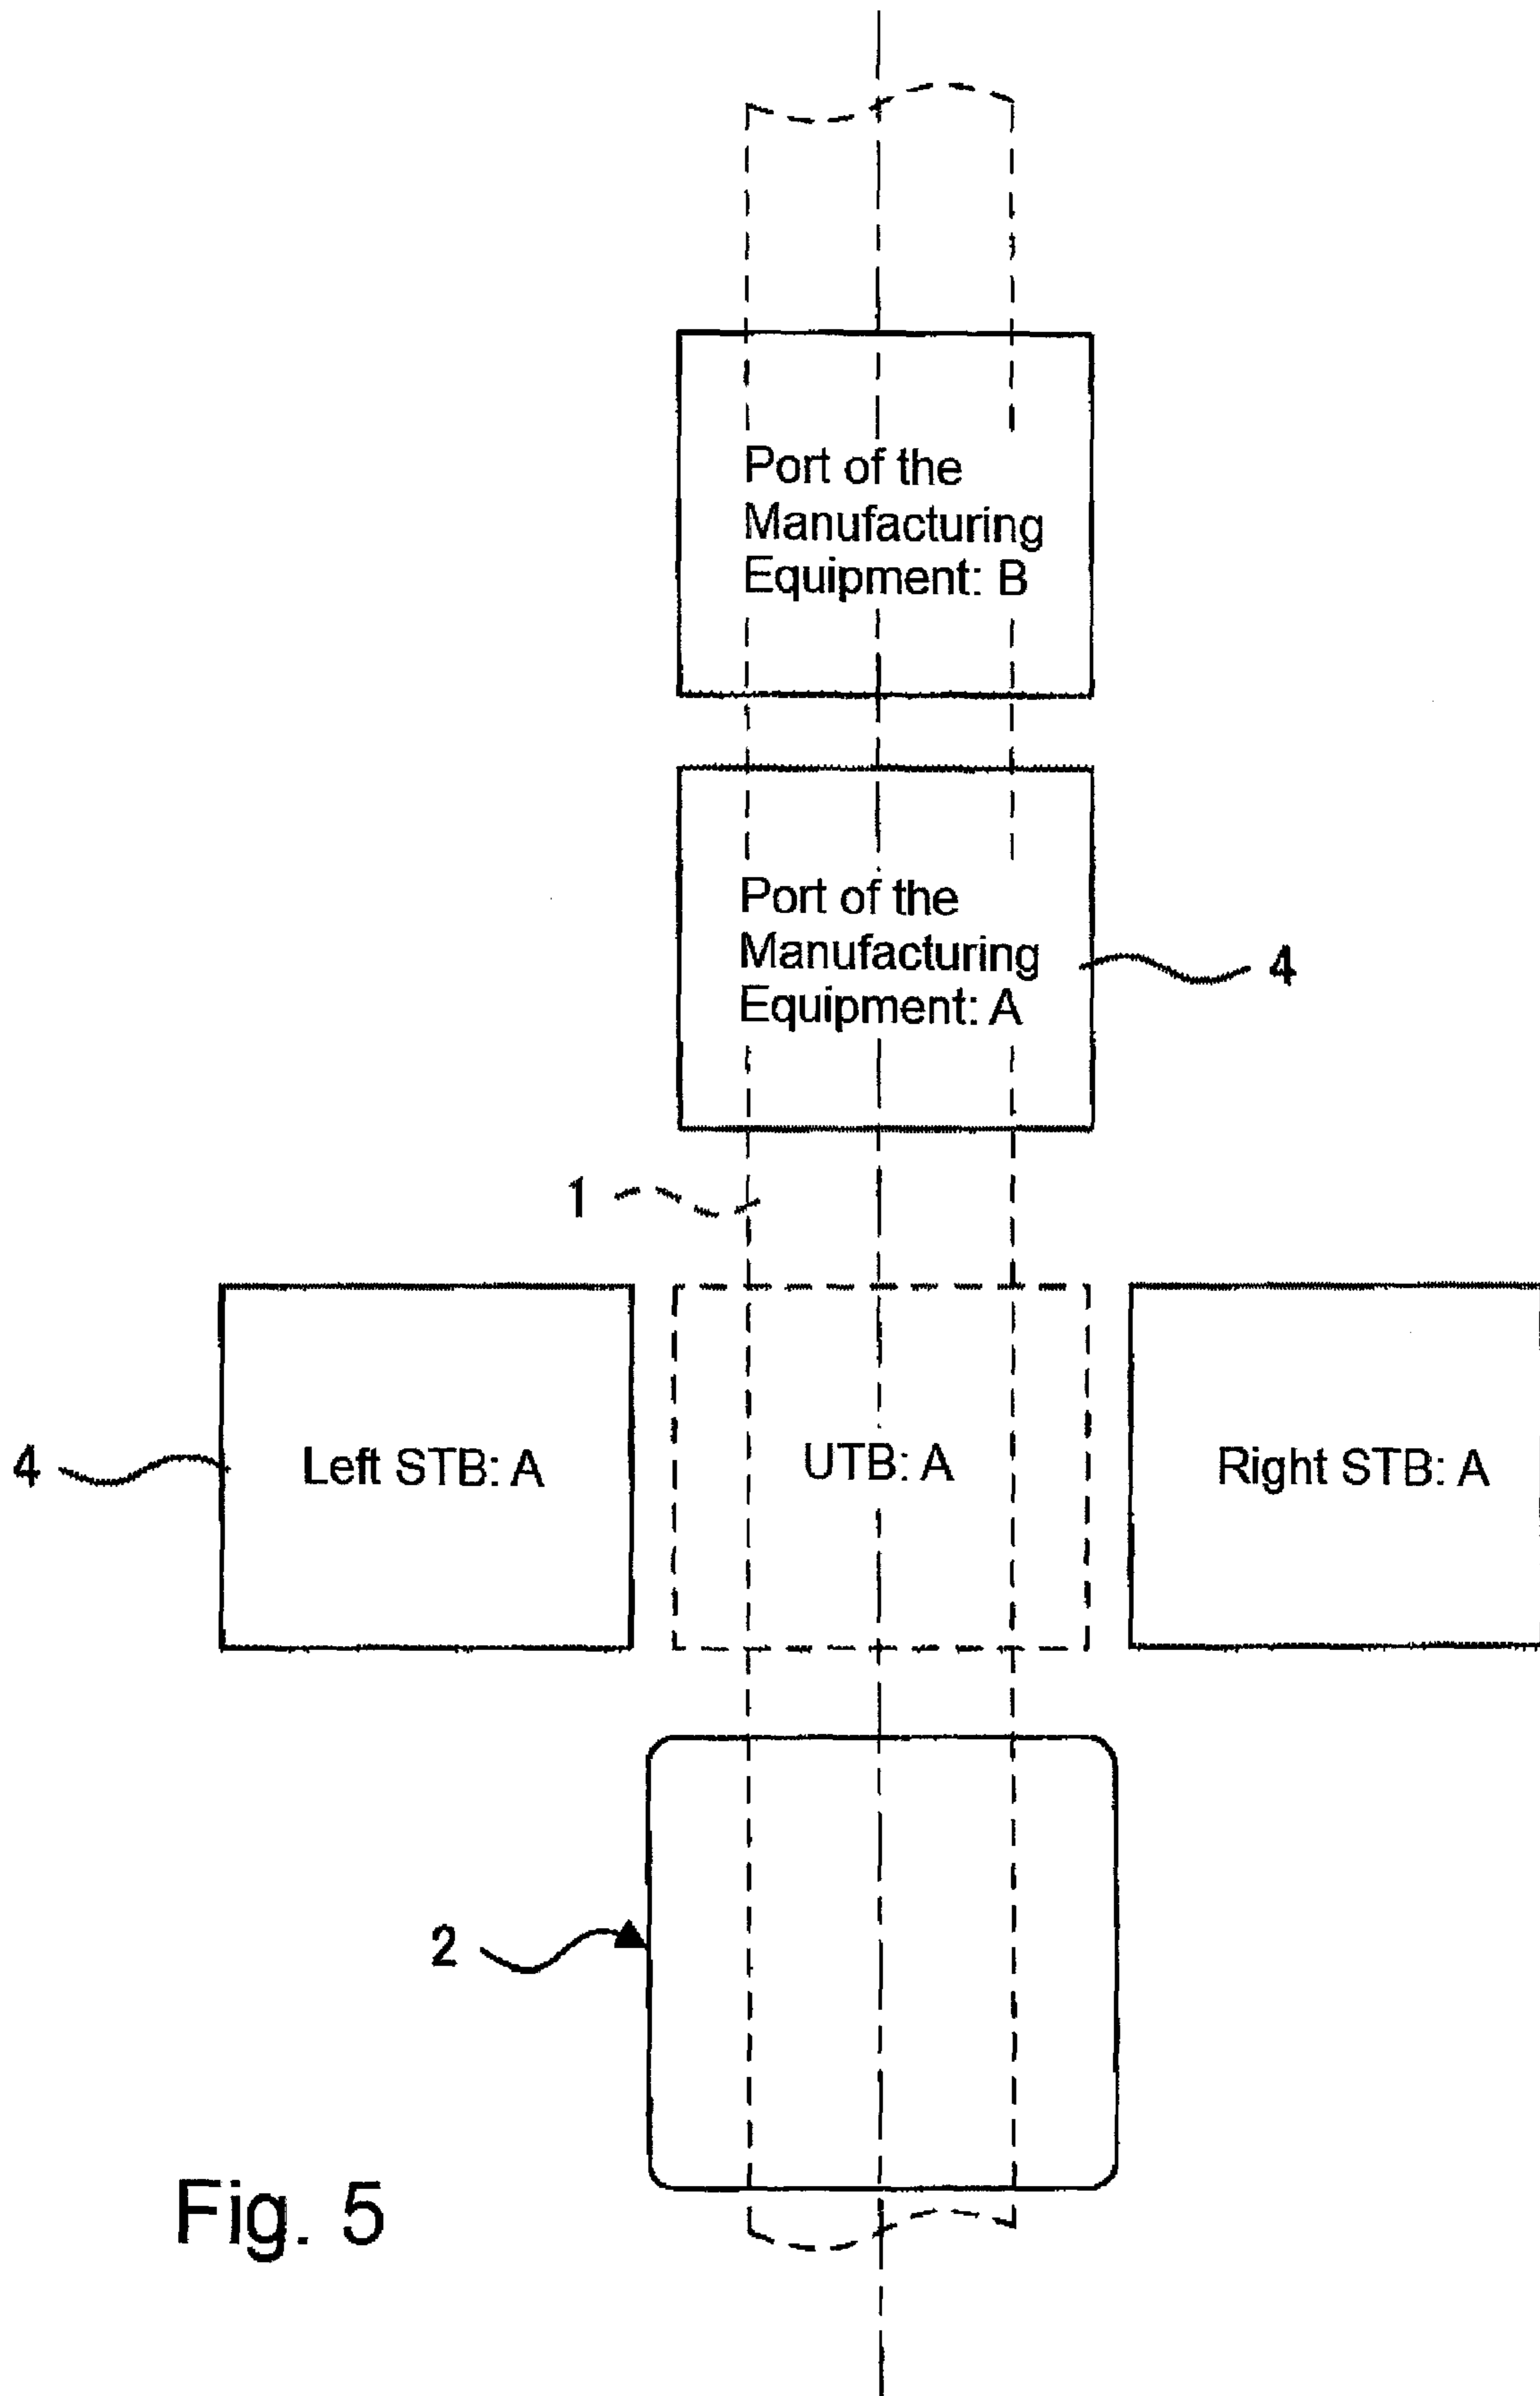 Port of the
Manufacturing
Equipment: B
Port of the
Manufacturing
Equipment: A
4
1
4
Left STB: A
UTB: A
Right STB: A
2
Fig. 5